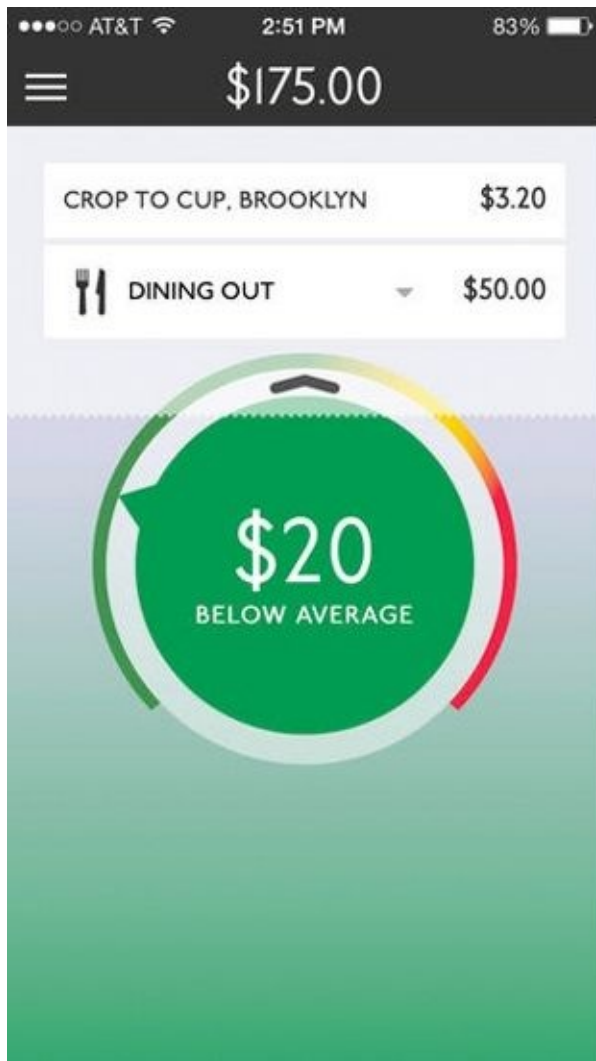 AT&T 2:51 PM 83%
$175.00
CROP TO CUP, BROOKLYN $3.20
DINING OUT $50.00
$20
BELOW AVERAGE